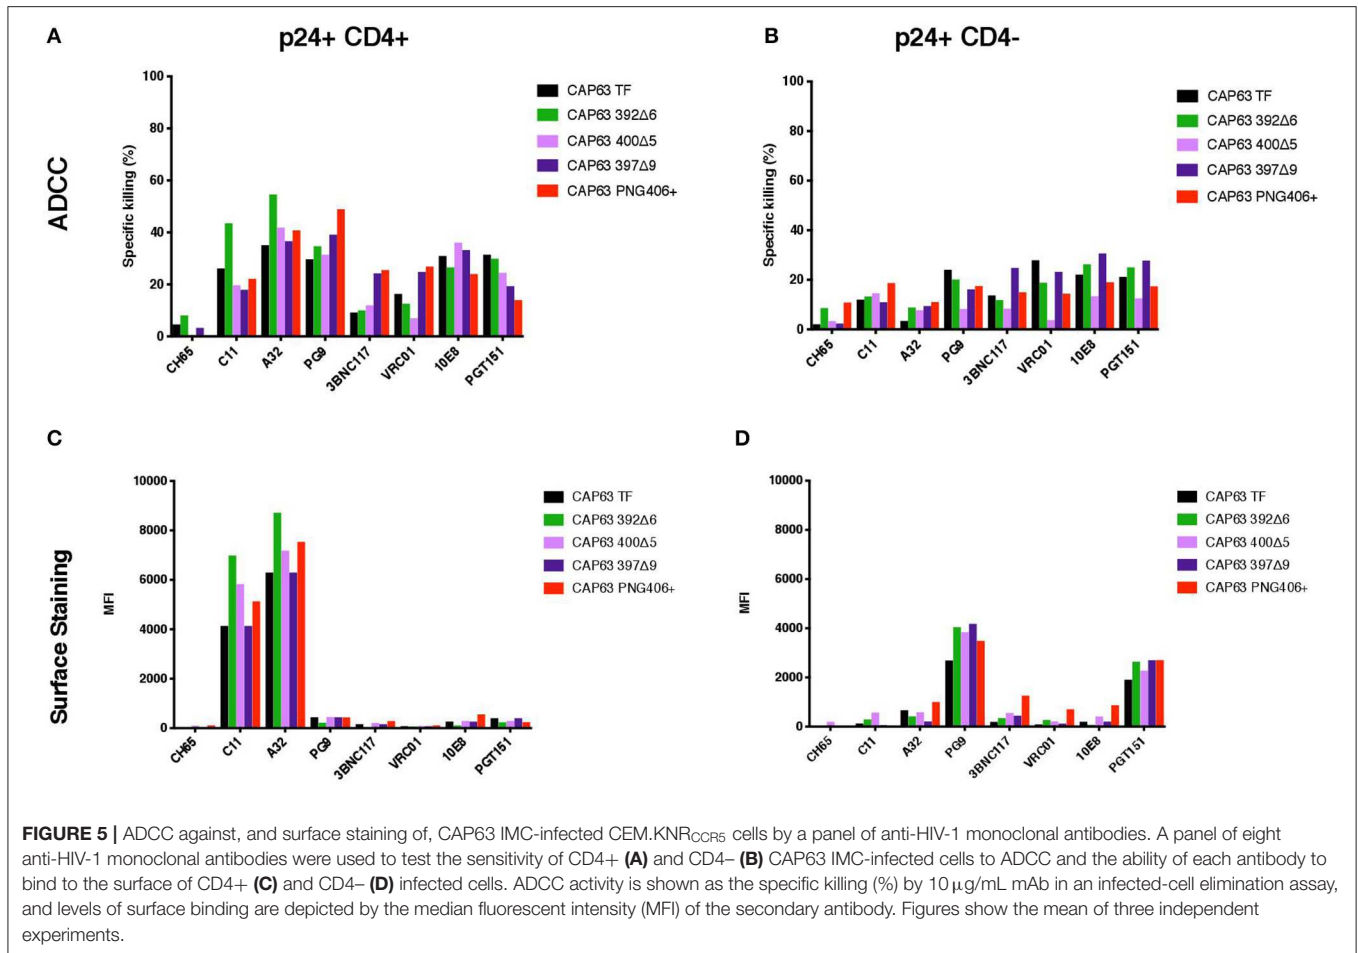 A
p24+ CD4+
B
p24+ CD4-
ADCC
Specific killing (%)
100
80
60
40
20
0
CH65
C11
A32
PG9
3BNC117
VRC01
10E8
PGT151
CAP63 TF
CAP63 392Δ6
CAP63 400Δ5
CAP63 397Δ9
CAP63 PNG406+
Specific killing (%)
100
80
60
40
20
0
CH65
C11
A32
PG9
3BNC117
VRC01
10E8
PGT151
CAP63 TF
CAP63 392Δ6
CAP63 400Δ5
CAP63 397Δ9
CAP63 PNG406+
C
D
Surface Staining
MFI
10000
8000
6000
4000
2000
0
CH65
C11
A32
PG9
3BNC117
VRC01
10E8
PGT151
CAP63 TF
CAP63 392Δ6
CAP63 400Δ5
CAP63 397Δ9
CAP63 PNG406+
MFI
10000
8000
6000
4000
2000
0
CH65
C11
A32
PG9
3BNC117
VRC01
10E8
PGT151
CAP63 TF
CAP63 392Δ6
CAP63 400Δ5
CAP63 397Δ9
CAP63 PNG406+
FIGURE 5 | ADCC against, and surface staining of, CAP63 IMC-infected CEM.KNRCCR5 cells by a panel of anti-HIV-1 monoclonal antibodies. A panel of eight
anti-HIV-1 monoclonal antibodies were used to test the sensitivity of CD4+ (A) and CD4– (B) CAP63 IMC-infected cells to ADCC and the ability of each antibody to
bind to the surface of CD4+ (C) and CD4– (D) infected cells. ADCC activity is shown as the specific killing (%) by 10 μg/mL mAb in an infected-cell elimination assay,
and levels of surface binding are depicted by the median fluorescent intensity (MFI) of the secondary antibody. Figures show the mean of three independent
experiments.